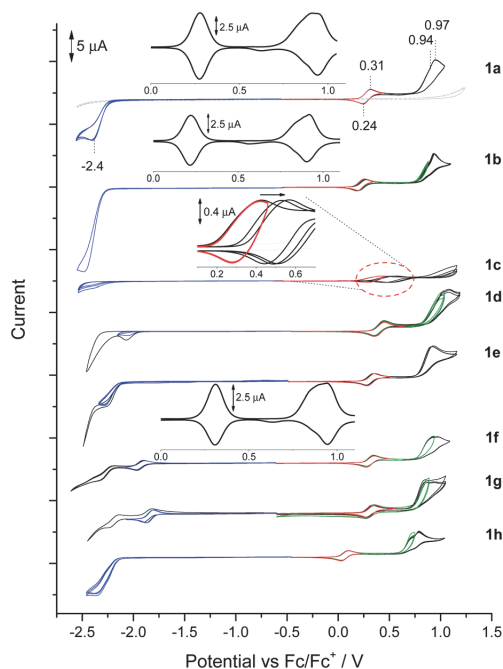 5 μA
2.5 μA
0.97
0.94
0.31
1a
0.0 0.5 1.0
0.24
-2.4
2.5 μA
1b
0.0 0.5 1.0
0.4 μA
1c
0.2 0.4 0.6
1d
1e
2.5 μA
1f
0.0 0.5 1.0
1g
1h
Current
-2.5 -2.0 -1.5 -1.0 -0.5 0.0 0.5 1.0 1.5
Potential vs Fc/Fc⁺ / V